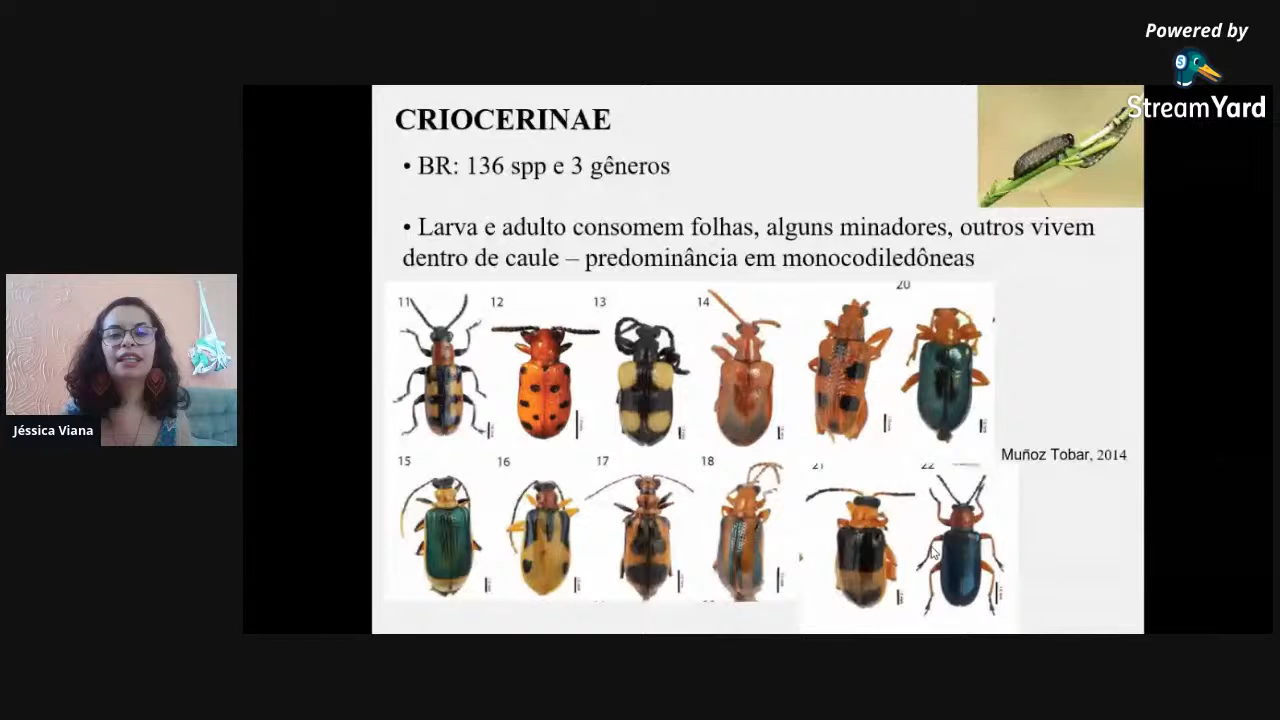 Powered by
StreamYard
CRIOCERINAE
• BR: 136 spp e 3 gêneros
• Larva e adulto consomem folhas, alguns minadores, outros vivem
dentro de caule – predominância em monocodiledôneas
11 12 13 14 20
15 16 17 18 21 22
Muñoz Tobar, 2014
Jéssica Viana